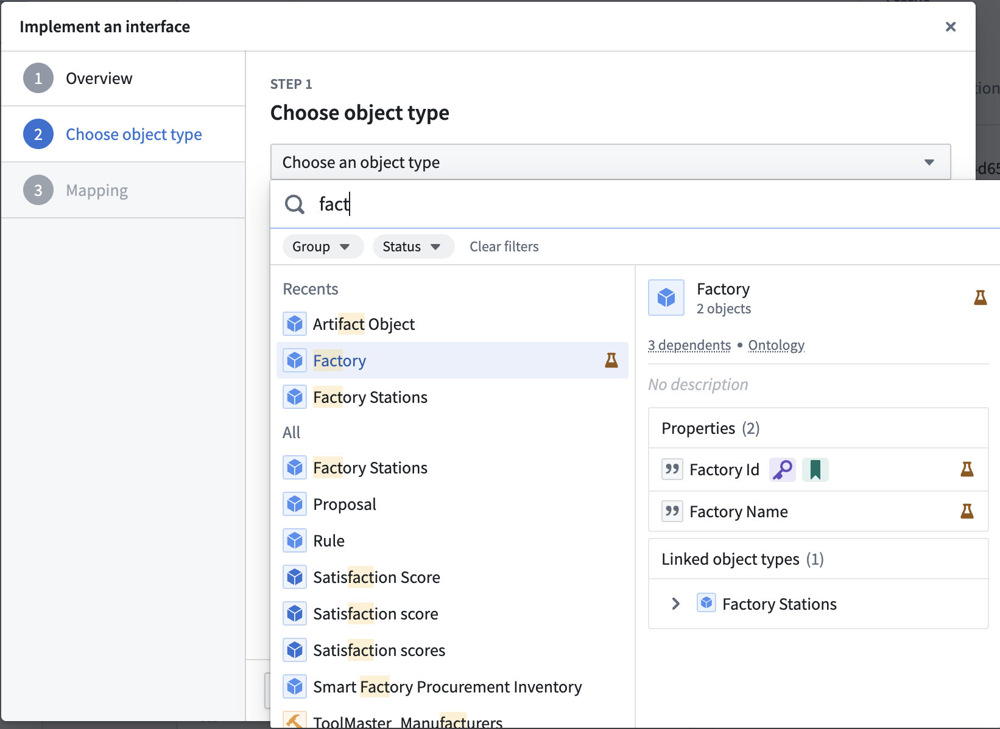 Implement an interface
1 Overview
2 Choose object type
3 Mapping
STEP 1
Choose object type
Choose an object type
fact
Group
Status
Clear filters
Recents
Artifact Object
Factory
Factory Stations
All
Factory Stations
Proposal
Rule
Satisfaction Score
Satisfaction score
Satisfaction scores
Smart Factory Procurement Inventory
ToolMaster_Manufacturers
Factory
2 objects
3 dependents • Ontology
No description
Properties (2)
Factory Id
Factory Name
Linked object types (1)
Factory Stations
tion
-d65